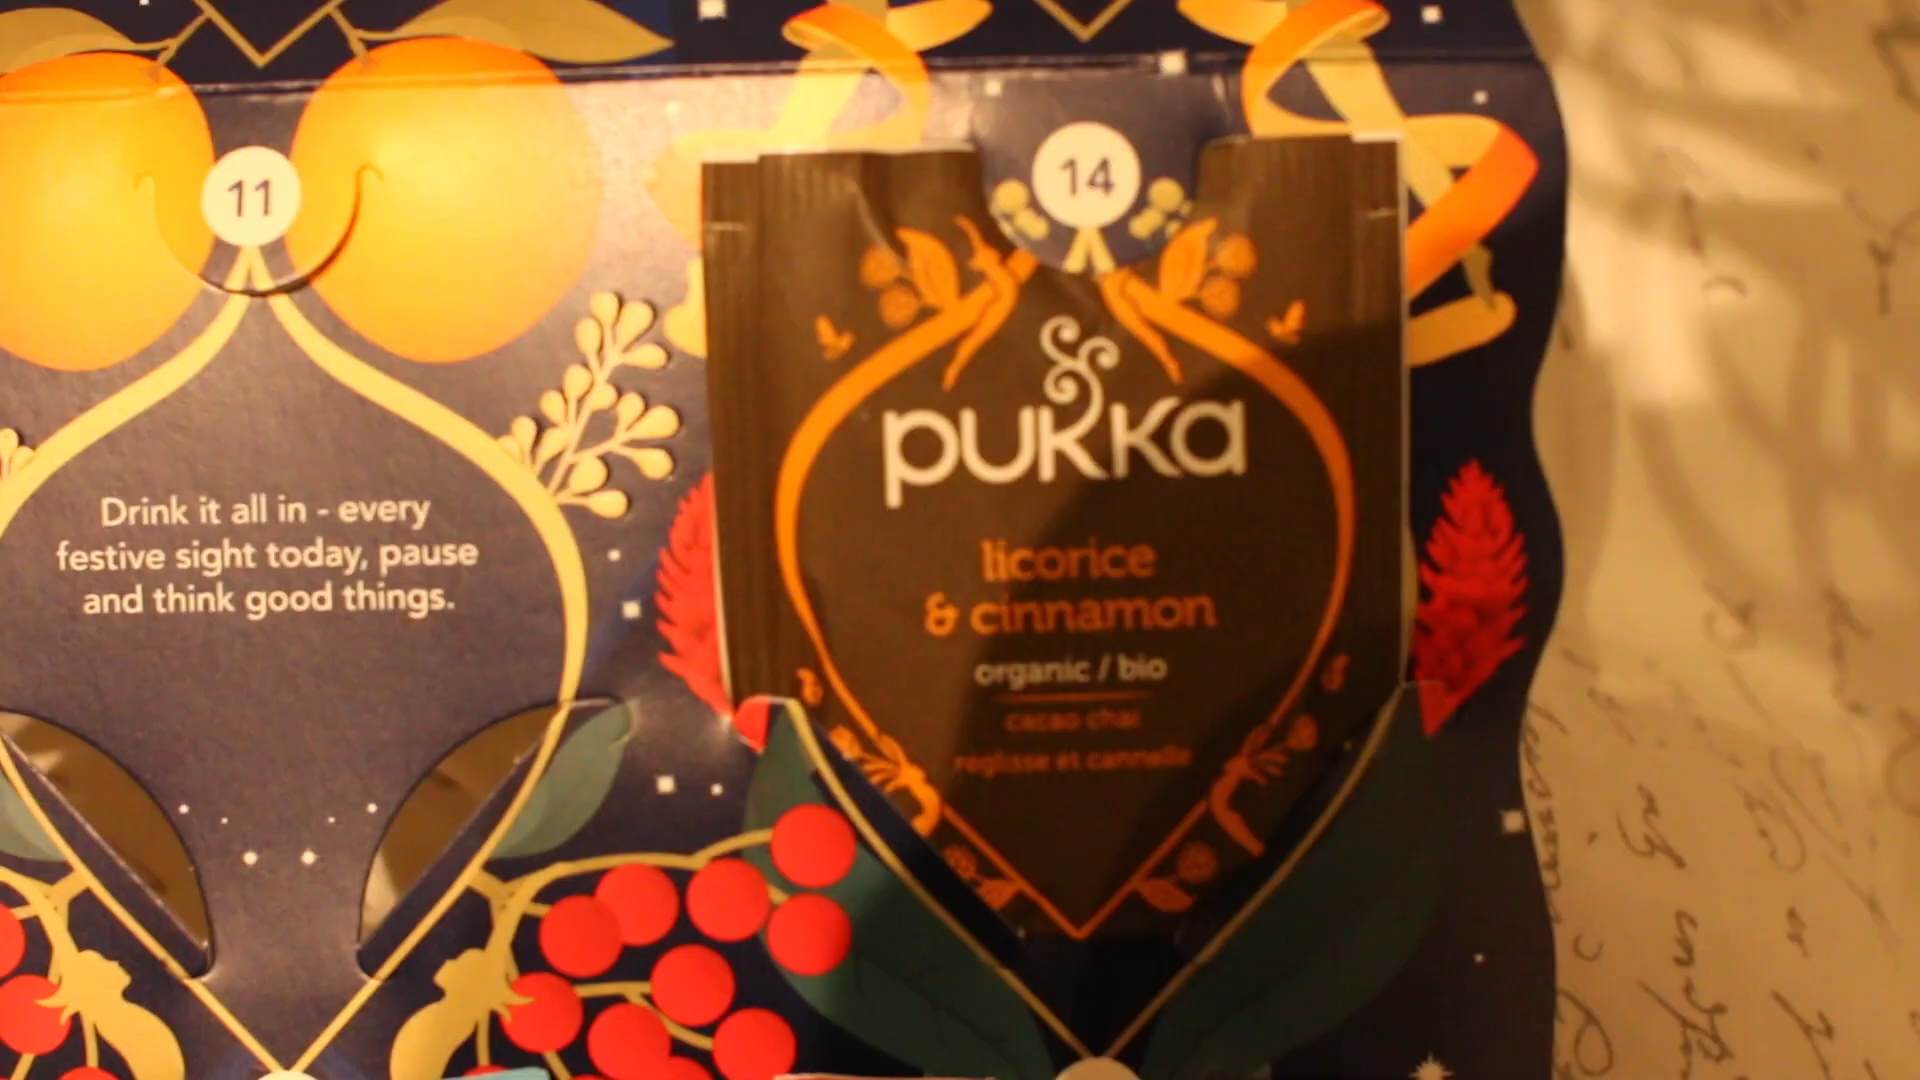 11
Drink it all in - every
festive sight today, pause
and think good things.
14
pukka
licorice
& cinnamon
organic / bio
cacao chai
reglisse et cannelle